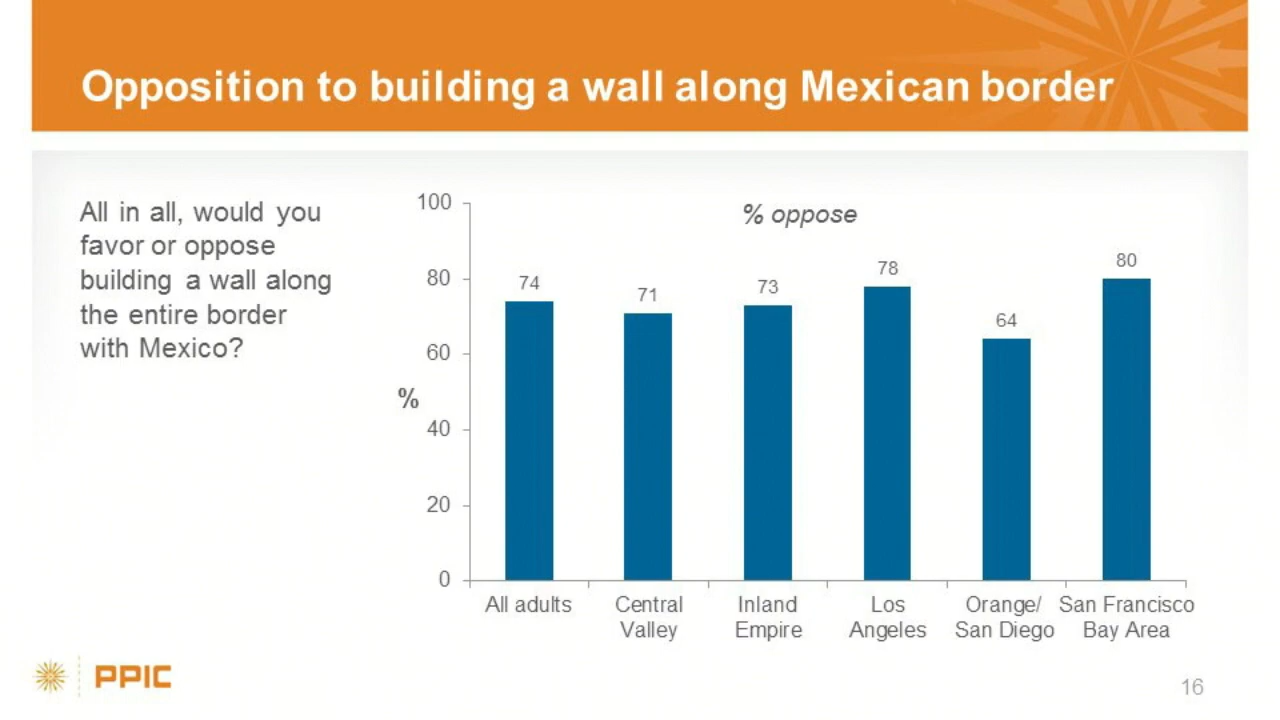 Opposition to building a wall along Mexican border
All in all, would you
favor or oppose
building a wall along
the entire border
with Mexico?
% oppose
%
100
80
60
40
20
0
74
71
73
78
64
80
All adults
Central
Valley
Inland
Empire
Los
Angeles
Orange/
San Diego
San Francisco
Bay Area
PPIC
16